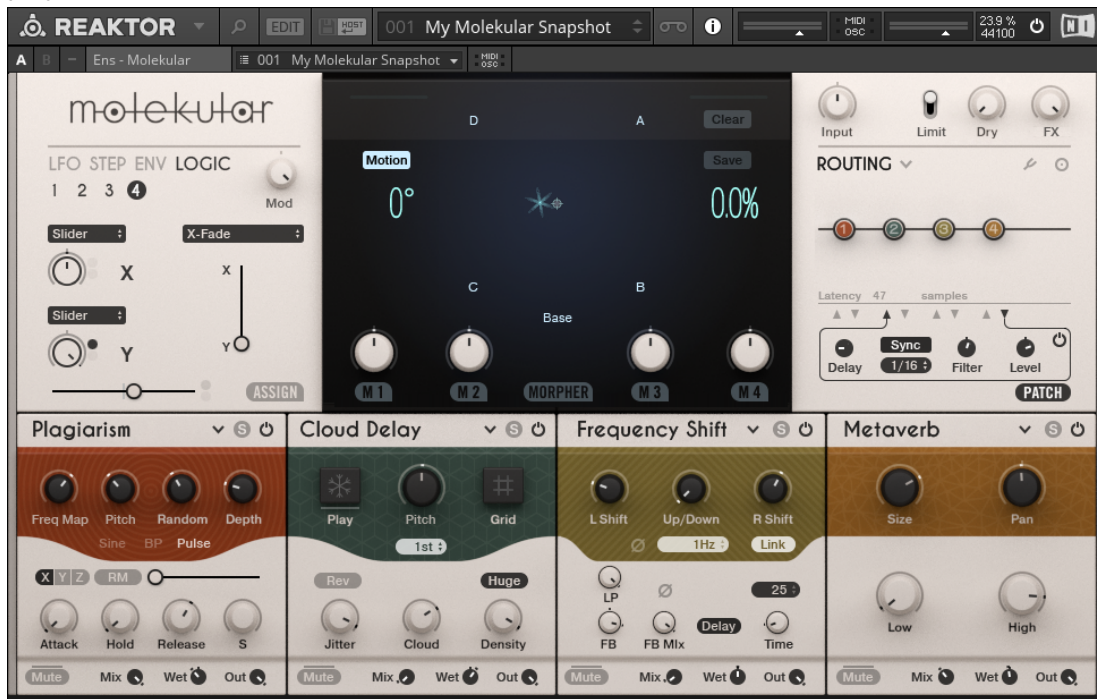 REAKTOR EDIT HOST 001 My Molekular Snapshot i MIDI OSC 23.9 % 44100 NI
A B Ens - Molekular 001 My Molekular Snapshot MIDI OSC
molekular
LFO STEP ENV LOGIC
1 2 3 4
Mod
Slider X-Fade
X
X
Slider
Y
Y
ASSIGN
D A Clear
Motion Save
0° 0.0%
C B
Base
M 1 M 2 MORPHER M 3 M 4
Input Limit Dry FX
ROUTING
1 2 3 4
Latency 47 samples
Sync
Delay 1/16 Filter Level
PATCH
Plagiarism S
Freq Map Pitch Random Depth
Sine BP Pulse
X Y Z RM
Attack Hold Release S
Mute Mix Wet Out
Cloud Delay S
Play Pitch Grid
1st
Rev Huge
Jitter Cloud Density
Mute Mix Wet Out
Frequency Shift S
L Shift Up/Down R Shift
Ø 1Hz Link
LP Ø 25
Delay
FB FB MIx Time
Mute Mix Wet Out
Metaverb S
Size Pan
Low High
Mute Mix Wet Out